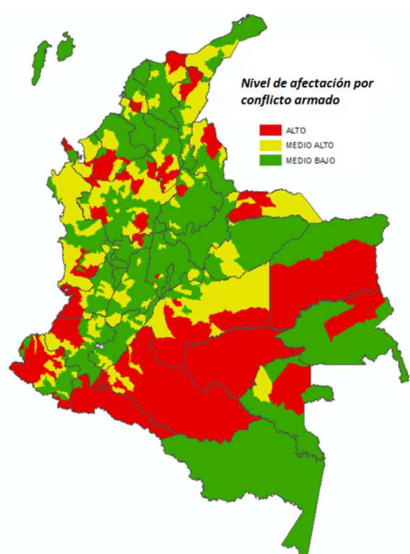 Nivel de afectación por
conflicto armado
ALTO
MEDIO ALTO
MEDIO BAJO